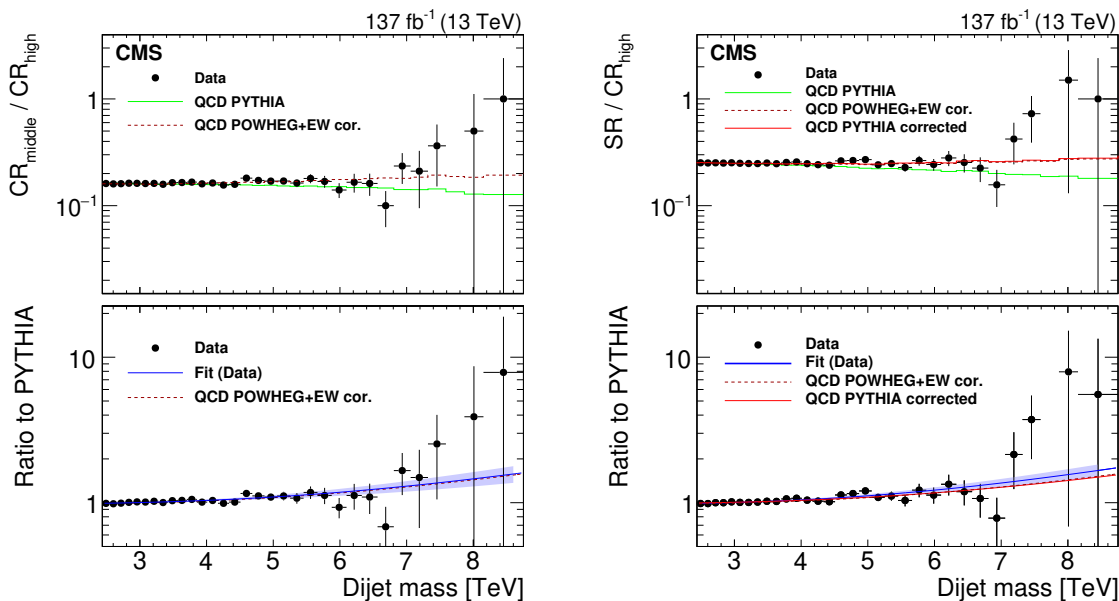 137 fb⁻¹ (13 TeV)
CMS
Data
QCD PYTHIA
QCD POWHEG+EW cor.
CR_middle / CR_high
1
10⁻¹
Data
Fit (Data)
QCD POWHEG+EW cor.
Ratio to PYTHIA
10
1
3 4 5 6 7 8
Dijet mass [TeV]
137 fb⁻¹ (13 TeV)
CMS
Data
QCD PYTHIA
QCD POWHEG+EW cor.
QCD PYTHIA corrected
SR / CR_high
1
10⁻¹
Data
Fit (Data)
QCD POWHEG+EW cor.
QCD PYTHIA corrected
Ratio to PYTHIA
10
1
3 4 5 6 7 8
Dijet mass [TeV]